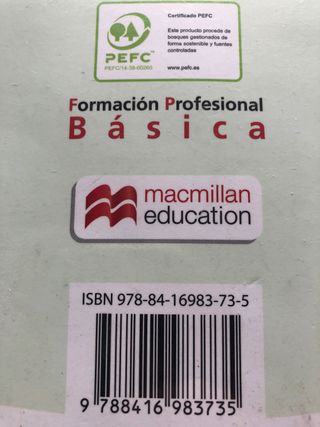 Certificado PEFC
Este producto procede de
bosques gestionados de
forma sostenible y fuentes
controladas
www.pefc.es
PEFC™
PEFC/14-38-00260
Formación Profesional
Básica
macmillan
education
ISBN 978-84-16983-73-5
9 788416 983735